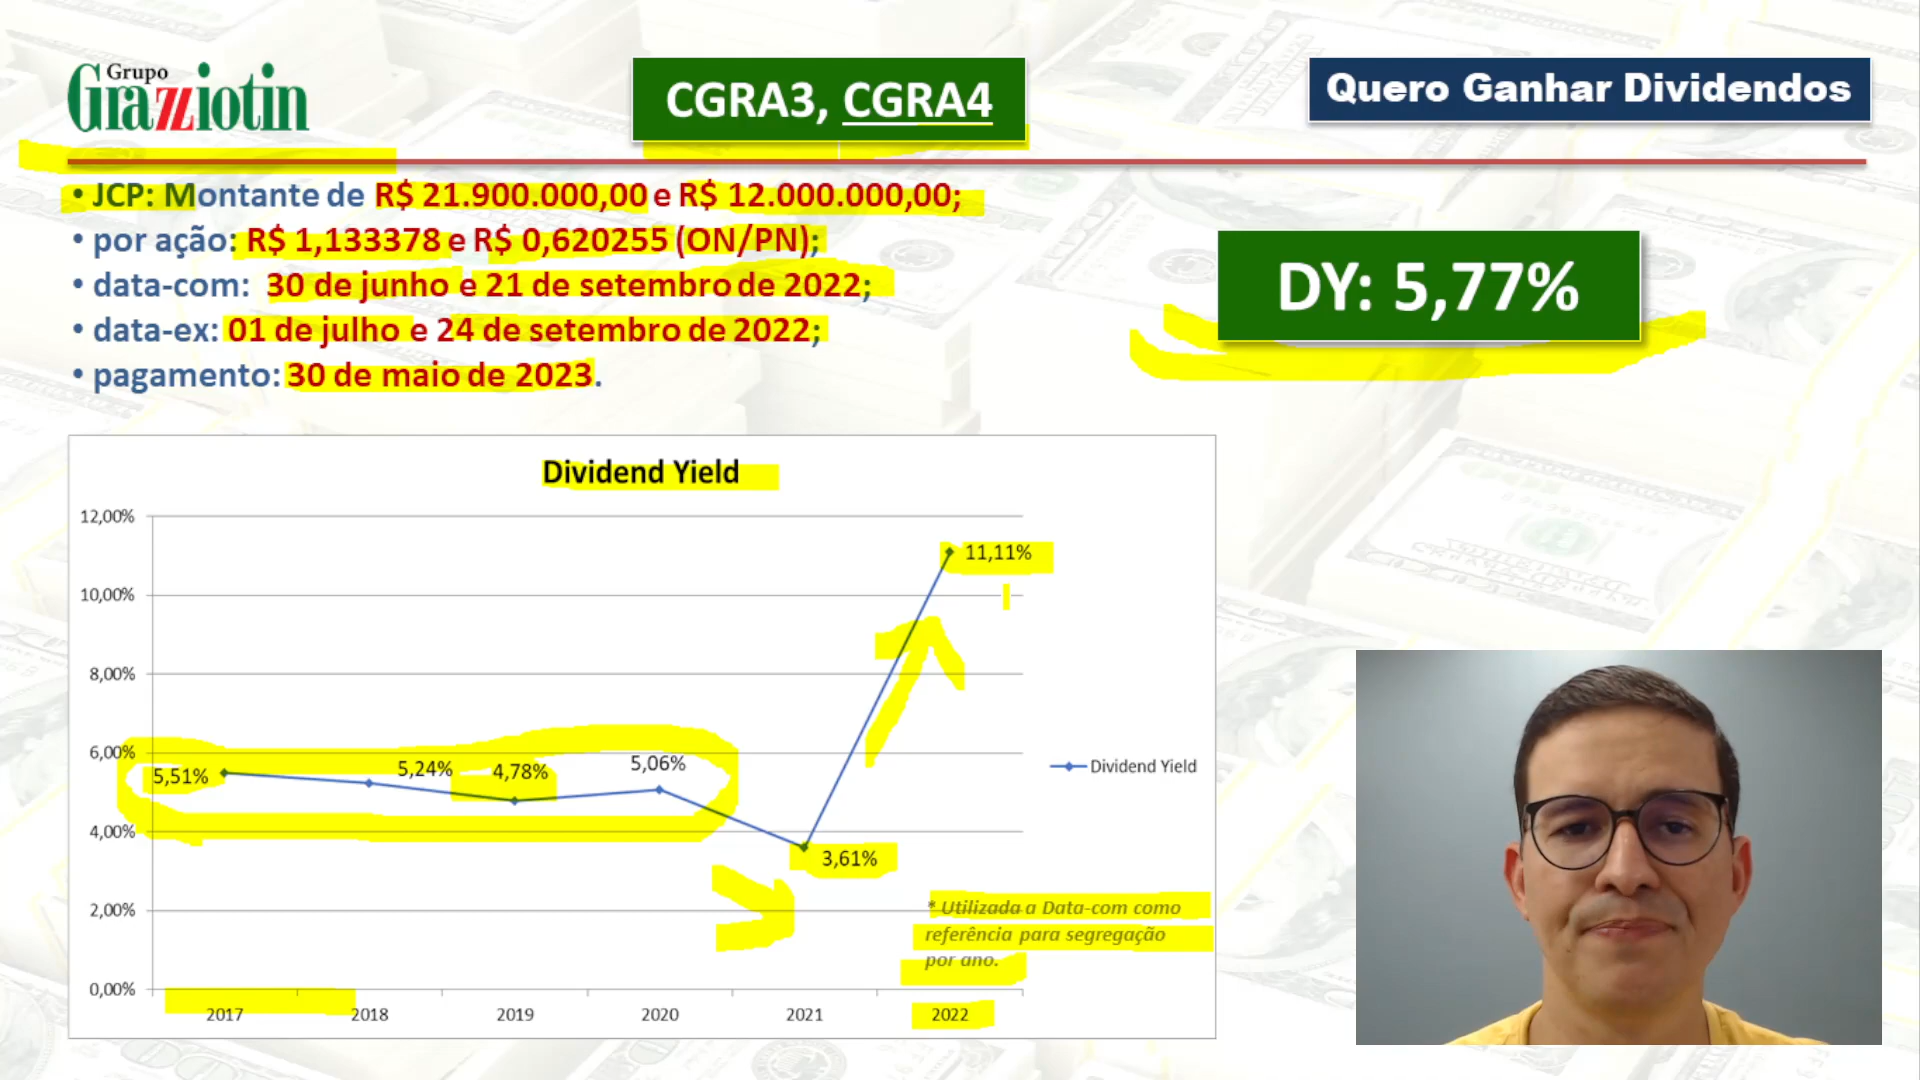 Grupo
Grazziotin
CGRA3, CGRA4
Quero Ganhar Dividendos
• JCP: Montante de R$ 21.900.000,00 e R$ 12.000.000,00;
• por ação: R$ 1,133378 e R$ 0,620255 (ON/PN);
• data-com: 30 de junho e 21 de setembro de 2022;
• data-ex: 01 de julho e 24 de setembro de 2022;
• pagamento: 30 de maio de 2023.
DY: 5,77%
Dividend Yield
12,00%
11,11%
10,00%
8,00%
6,00%
5,51%
5,24%
4,78%
5,06%
Dividend Yield
4,00%
3,61%
2,00%
* Utilizada a Data-com como
referência para segregação
por ano.
0,00%
2017
2018
2019
2020
2021
2022